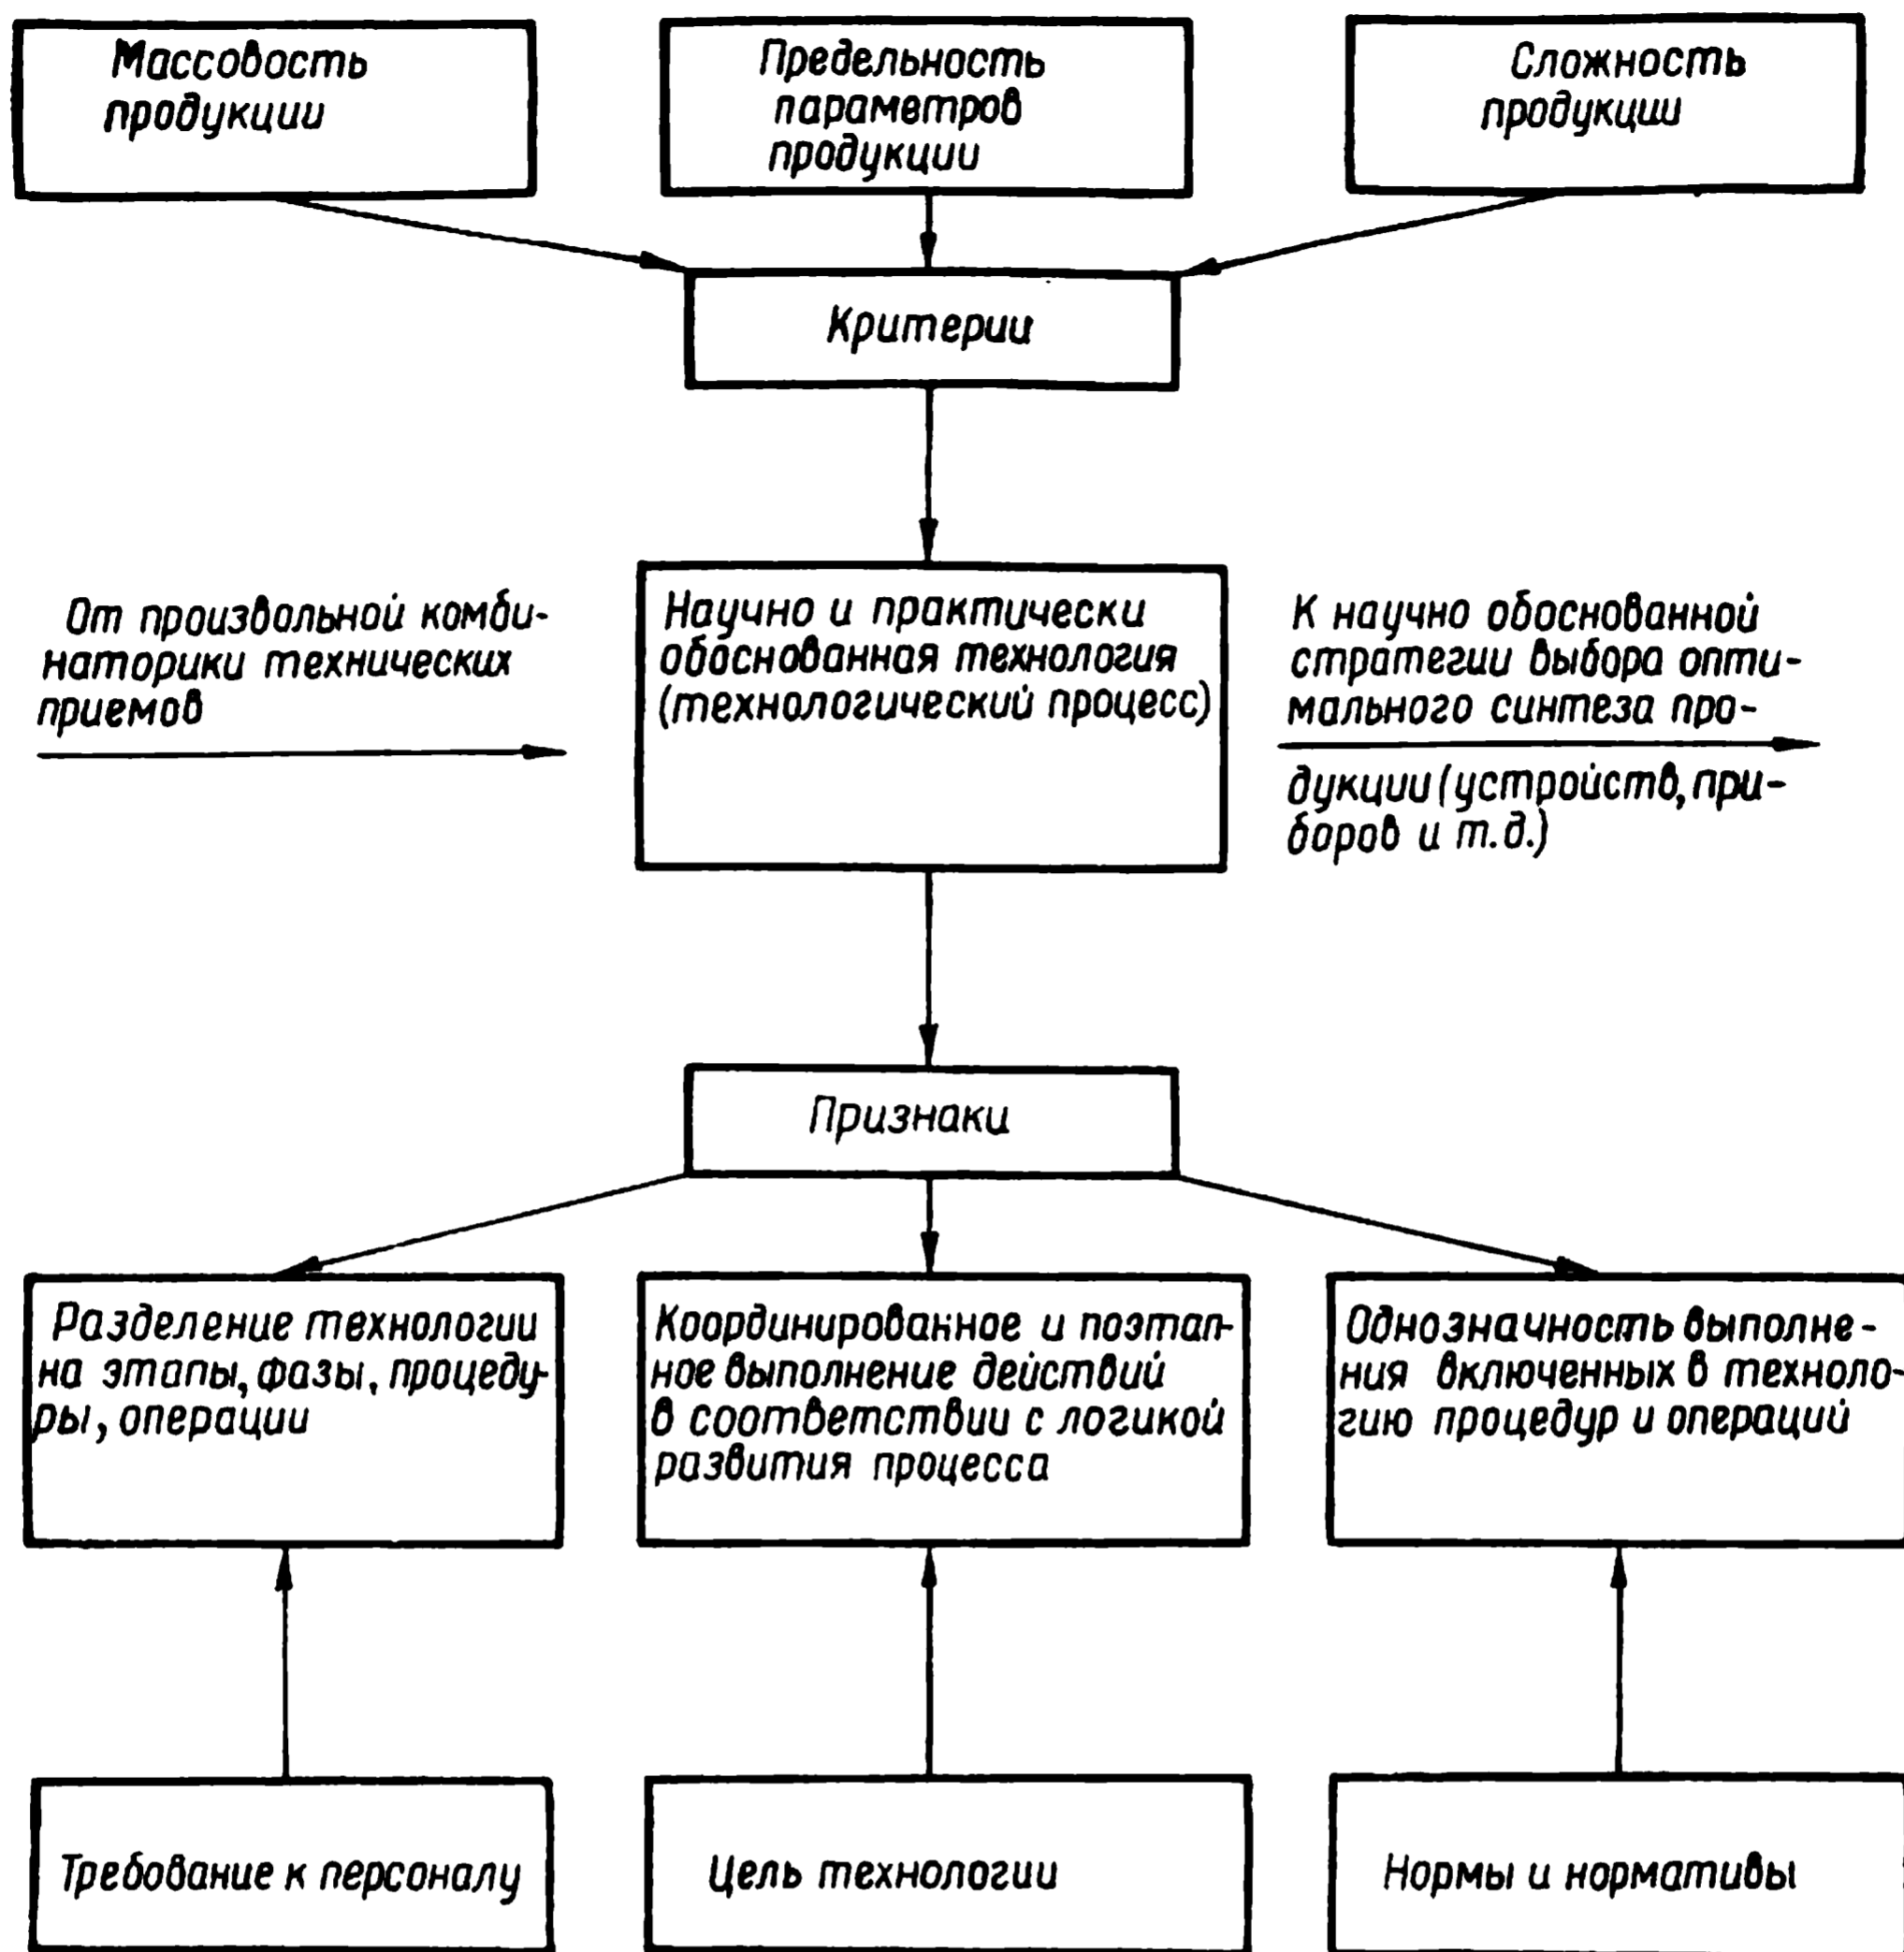 Массовость
продукции
Предельность
параметров
продукции
Сложность
продукции
Критерии
От произвольной комби-
наторики технических
приемов
Научно и практически
обоснованная технология
(технологический процесс)
К научно обоснованной
стратегии выбора опти-
мального синтеза про-
дукции (устройств, при-
боров и т.д.)
Признаки
Разделение технологии
на этапы, фазы, процеду-
ры, операции
Координированное и поэтап-
ное выполнение действий
в соответствии с логикой
развития процесса
Однозначность выполне-
ния включенных в техноло-
гию процедур и операций
Требование к персоналу
Цель технологии
Нормы и нормативы